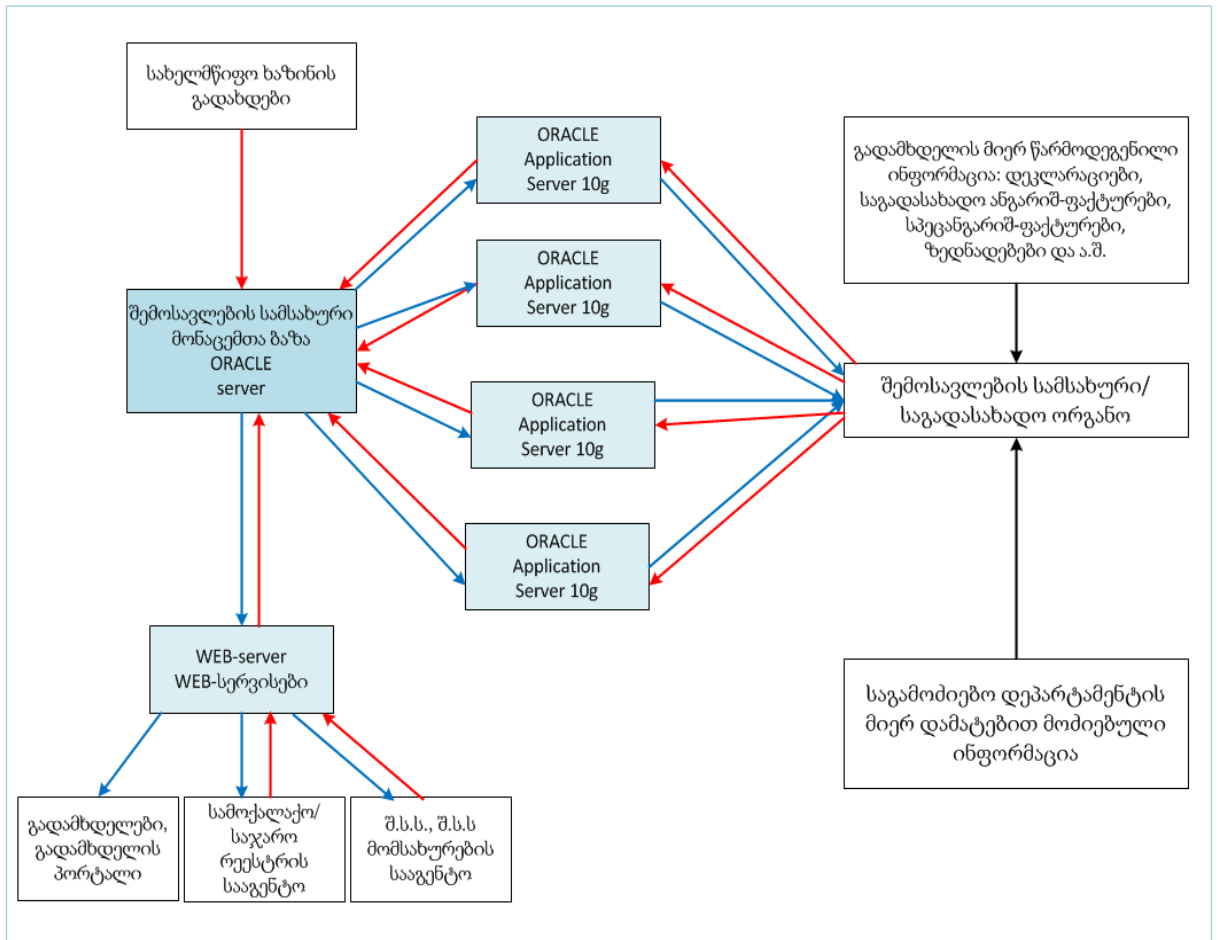 სახელმწიფო ხაზინის
გადახდები
ORACLE
Application
Server 10g
გადამხდელის მიერ წარმოდეგენილი
ინფორმაცია: დეკლარაციები,
საგადასახადო ანგარიშ-ფაქტურები,
სპეცანგარიშ-ფაქტურები,
ზედნადებები და ა.შ.
ORACLE
Application
Server 10g
შემოსავლების სამსახური
მონაცემთა ბაზა
ORACLE
server
შემოსავლების სამსახური/
საგადასახადო ორგანო
ORACLE
Application
Server 10g
ORACLE
Application
Server 10g
WEB-server
WEB-სერვისები
საგამოძიებო დეპარტამენტის
მიერ დამატებით მოძიებული
ინფორმაცია
გადამხდელები,
გადამხდელის
პორტალი
სამოქალაქო/
საჯარო
რეესტრის
სააგენტო
შ.ს.ს., შ.ს.ს
მომსახურების
სააგენტო